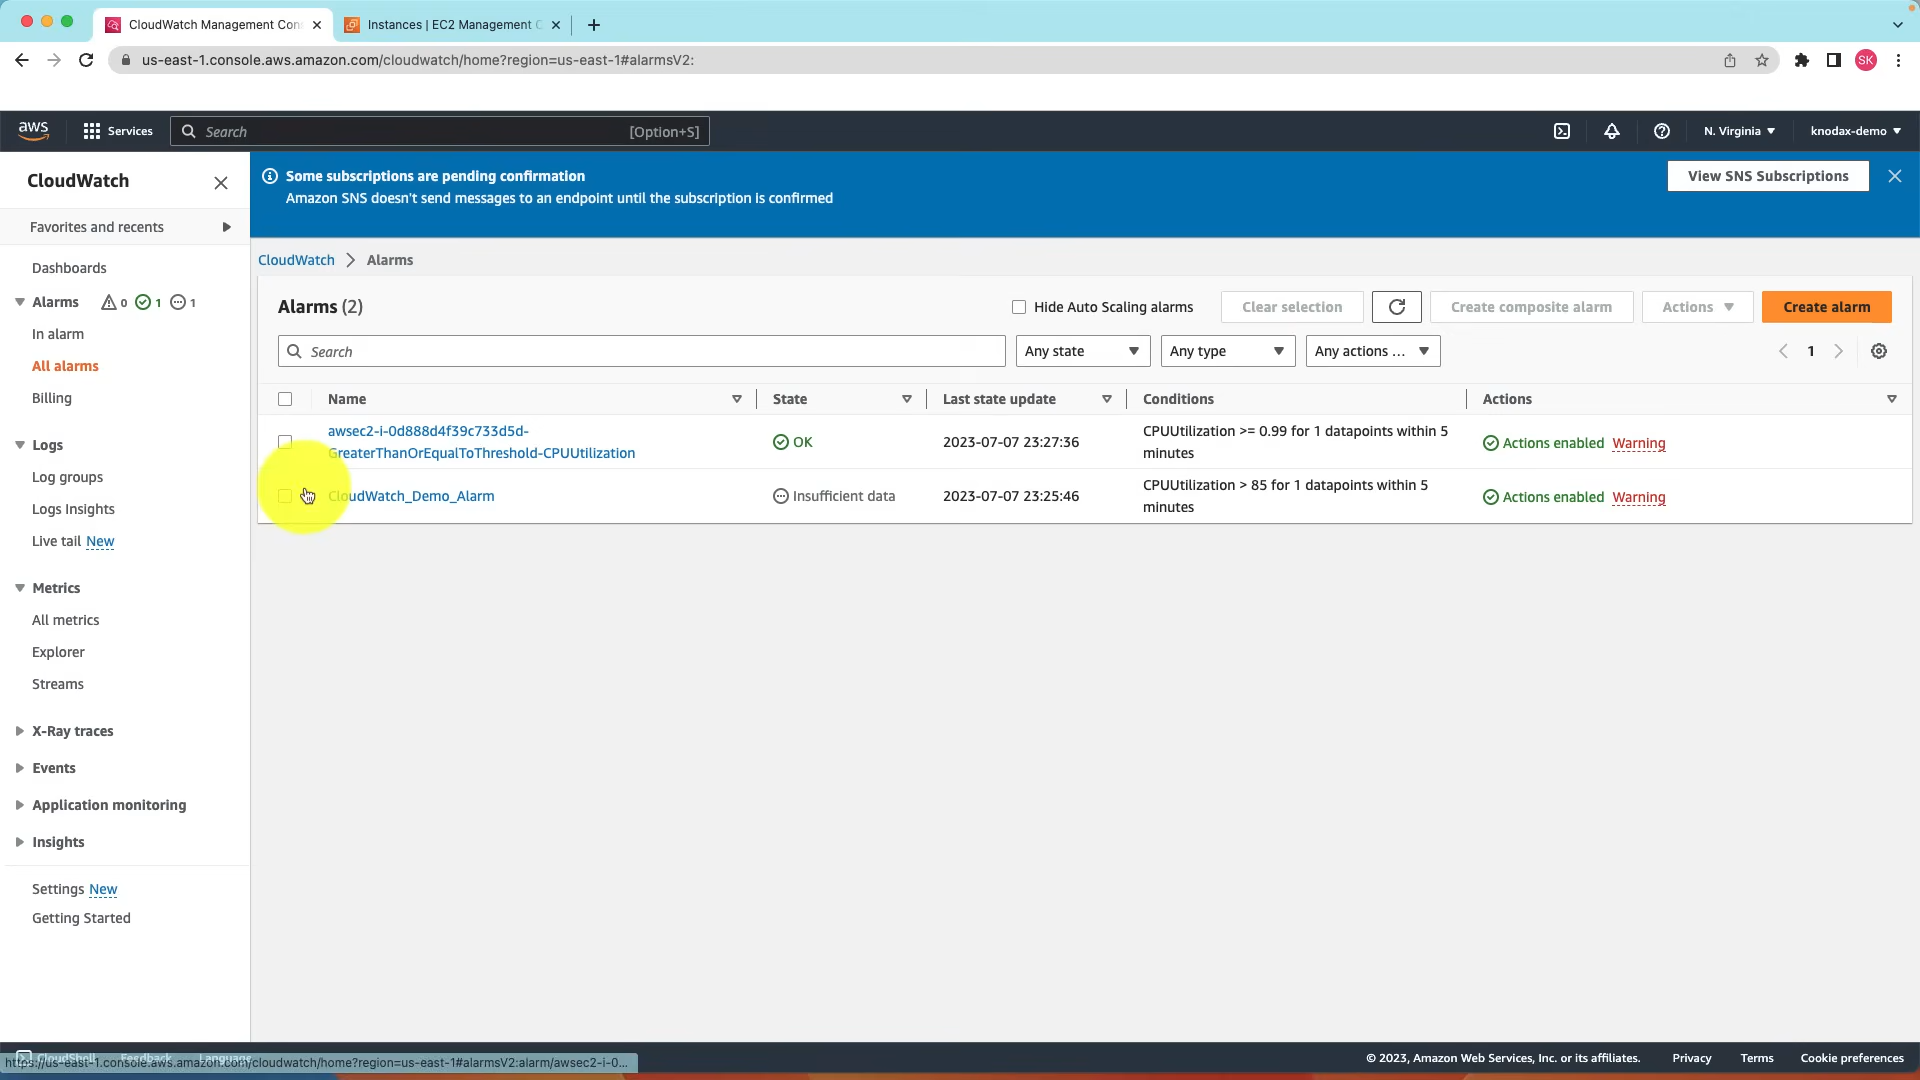 CloudWatch Management Con
Instances | EC2 Management C
us-east-1.console.aws.amazon.com/cloudwatch/home?region=us-east-1#alarmsV2:
SK
aws
Services
Search
[Option+S]
N. Virginia
knodax-demo
CloudWatch
Favorites and recents
Dashboards
Alarms 0 1 1
In alarm
All alarms
Billing
Logs
Log groups
Logs Insights
Live tail New
Metrics
All metrics
Explorer
Streams
X-Ray traces
Events
Application monitoring
Insights
Settings New
Getting Started
Some subscriptions are pending confirmation
Amazon SNS doesn't send messages to an endpoint until the subscription is confirmed
View SNS Subscriptions
CloudWatch
Alarms
Alarms (2)
Hide Auto Scaling alarms
Clear selection
Create composite alarm
Actions
Create alarm
Search
Any state
Any type
Any actions ...
1
Name
State
Last state update
Conditions
Actions
awsec2-i-0d888d4f39c733d5d-
GreaterThanOrEqualToThreshold-CPUUtilization
OK
2023-07-07 23:27:36
CPUUtilization >= 0.99 for 1 datapoints within 5
minutes
Actions enabled Warning
CloudWatch_Demo_Alarm
Insufficient data
2023-07-07 23:25:46
CPUUtilization > 85 for 1 datapoints within 5
minutes
Actions enabled Warning
CloudShell
Feedback
Language
https://us-east-1.console.aws.amazon.com/cloudwatch/home?region=us-east-1#alarmsV2:alarm/awsec2-i-0...
© 2023, Amazon Web Services, Inc. or its affiliates.
Privacy
Terms
Cookie preferences